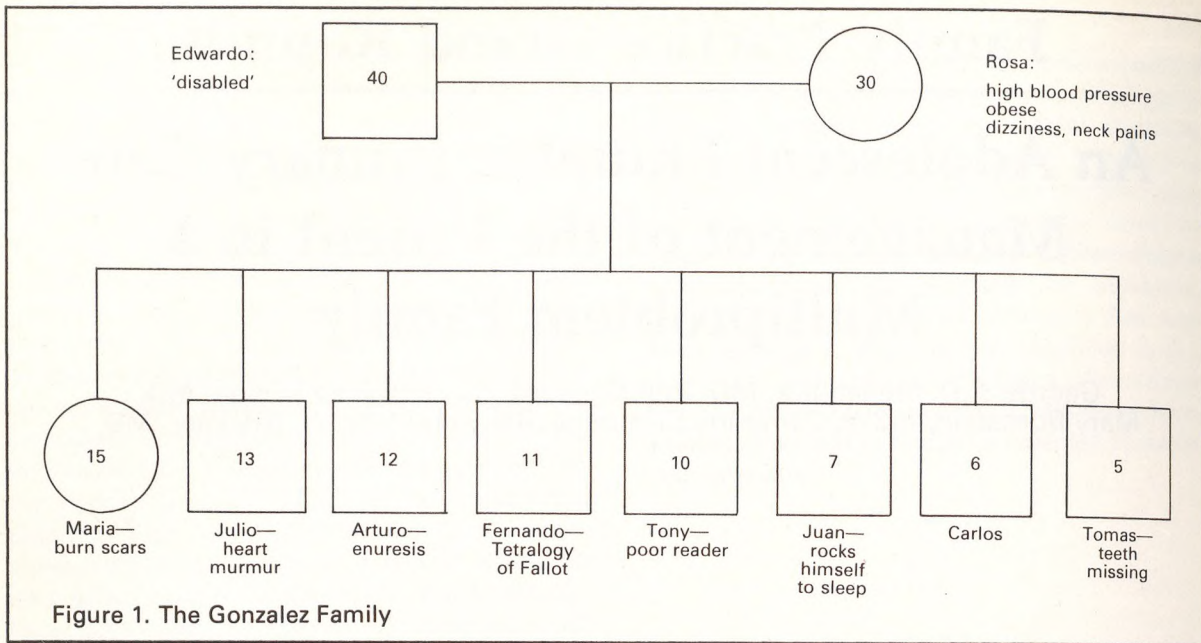 Edwardo:
'disabled'
40
30
Rosa:
high blood pressure
obese
dizziness, neck pains
15
13
12
11
10
7
6
5
Maria—
burn scars
Julio—
heart
murmur
Arturo—
enuresis
Fernando—
Tetralogy
of Fallot
Tony—
poor reader
Juan—
rocks
himself
to sleep
Carlos
Tomas—
teeth
missing
Figure 1. The Gonzalez Family